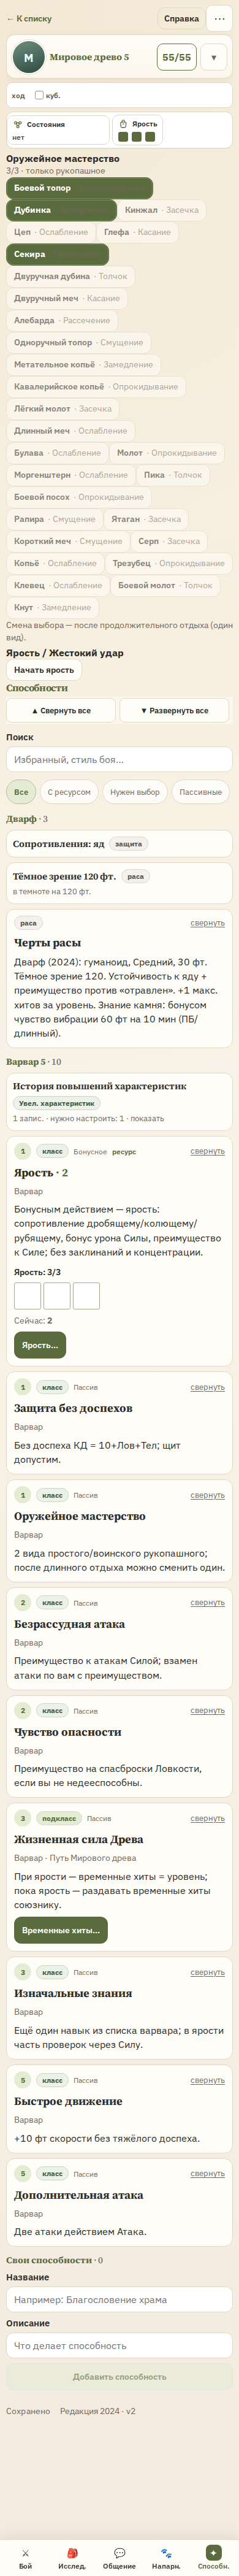 ← К списку
Справка
⋯
М
Мировое древо 5
55/55
▾
ход
куб.
Состояния
нет
Ярость
Оружейное мастерство
3/3 · только рукопашное
Боевой топор
Дубинка
Кинжал · Засечка
Цеп · Ослабление
Глефа · Касание
Секира
Двуручная дубина · Толчок
Двуручный меч · Касание
Алебарда · Рассечение
Одноручный топор · Смущение
Метательное копьё · Замедление
Кавалерийское копьё · Опрокидывание
Лёгкий молот · Засечка
Длинный меч · Ослабление
Булава · Ослабление
Молот · Опрокидывание
Моргенштерн · Ослабление
Пика · Толчок
Боевой посох · Опрокидывание
Рапира · Смущение
Ятаган · Засечка
Короткий меч · Смущение
Серп · Засечка
Копьё · Ослабление
Трезубец · Опрокидывание
Клевец · Ослабление
Боевой молот · Толчок
Кнут · Замедление
Смена выбора — после продолжительного отдыха (один
вид).
Ярость / Жестокий удар
Начать ярость
Способности
▲ Свернуть все
▼ Развернуть все
Поиск
Избранный, стиль боя…
Все
С ресурсом
Нужен выбор
Пассивные
Дварф · 3
Сопротивления: яд
защита
Тёмное зрение 120 фт.
раса
в темноте на 120 фт.
раса
свернуть
Черты расы
Дварф (2024): гуманоид, Средний, 30 фт.
Тёмное зрение 120. Устойчивость к яду +
преимущество против «отравлен». +1 макс.
хитов за уровень. Знание камня: бонусом
чувство вибрации 60 фт на 10 мин (ПБ/
длинный).
Варвар 5 · 10
История повышений характеристик
Увел. характеристик
1 запис. · нужно настроить: 1 · показать
1
класс
Бонусное
ресурс
свернуть
Ярость · 2
Варвар
Бонусным действием — ярость:
сопротивление дробящему/колющему/
рубящему, бонус урона Силы, преимущество
к Силе; без заклинаний и концентрации.
Ярость: 3/3
Сейчас: 2
Ярость…
1
класс
Пассив
свернуть
Защита без доспехов
Варвар
Без доспеха КД = 10+Лов+Тел; щит
допустим.
1
класс
Пассив
свернуть
Оружейное мастерство
Варвар
2 вида простого/воинского рукопашного;
после длинного отдыха можно сменить один.
2
класс
Пассив
свернуть
Безрассудная атака
Варвар
Преимущество к атакам Силой; взамен
атаки по вам с преимуществом.
2
класс
Пассив
свернуть
Чувство опасности
Варвар
Преимущество на спасброски Ловкости,
если вы не недееспособны.
3
подкласс
Пассив
свернуть
Жизненная сила Древа
Варвар · Путь Мирового древа
При ярости — временные хиты = уровень;
пока ярость — раздавать временные хиты
союзнику.
Временные хиты…
3
класс
Пассив
свернуть
Изначальные знания
Варвар
Ещё один навык из списка варвара; в ярости
часть проверок через Силу.
5
класс
Пассив
свернуть
Быстрое движение
Варвар
+10 фт скорости без тяжёлого доспеха.
5
класс
Пассив
свернуть
Дополнительная атака
Варвар
Две атаки действием Атака.
Свои способности · 0
Название
Например: Благословение храма
Описание
Что делает способность
Добавить способность
Сохранено
Редакция 2024 · v2
Бой
Исслед.
Общение
Напарн.
Способн.